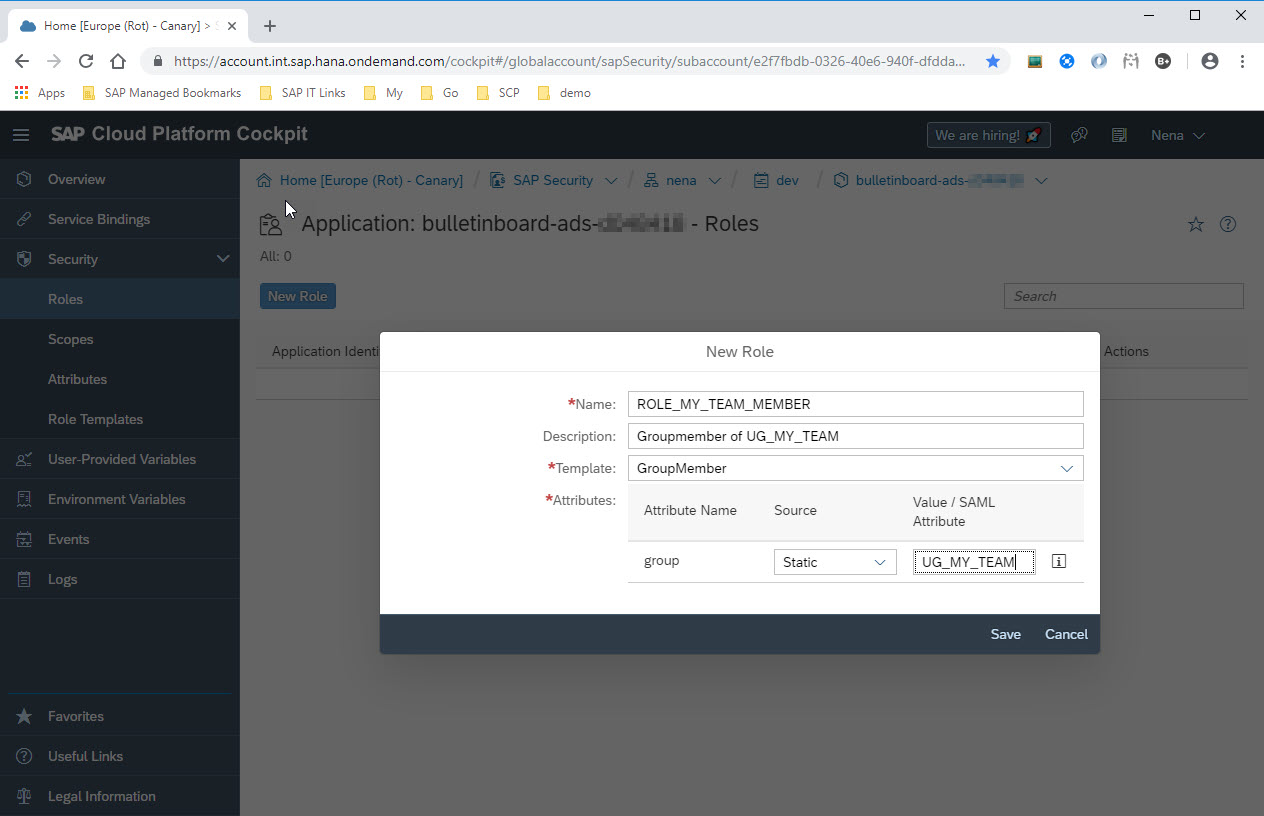 Home [Europe (Rot) - Canary] >
https://account.int.sap.hana.ondemand.com/cockpit#/globalaccount/sapSecurity/subaccount/e2f7fbdb-0326-40e6-940f-dfdda...
Apps SAP Managed Bookmarks SAP IT Links My Go SCP demo
SAP Cloud Platform Cockpit We are hiring! Nena
Overview
Service Bindings
Security
Roles
Scopes
Attributes
Role Templates
User-Provided Variables
Environment Variables
Events
Logs
Favorites
Useful Links
Legal Information
Home [Europe (Rot) - Canary] / SAP Security / nena / dev / bulletinboard-ads-
Application: bulletinboard-ads- - Roles
All: 0
New Role Search
Application Actions
New Role
*Name: ROLE_MY_TEAM_MEMBER
Description: Groupmember of UG_MY_TEAM
*Template: GroupMember
*Attributes:
Attribute Name Source Value / SAML
Attribute
group Static UG_MY_TEAM
Save Cancel